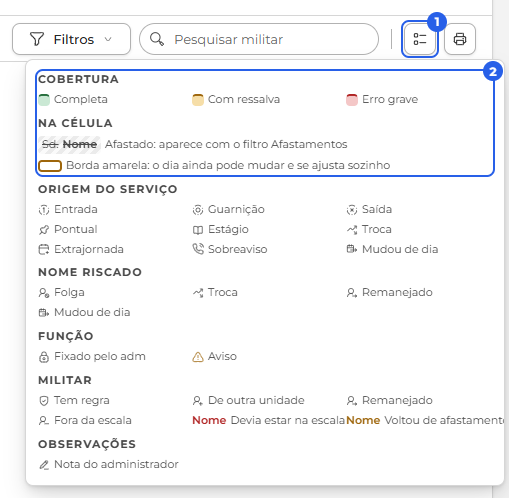 Filtros Pesquisar militar 1
2
COBERTURA
Completa Com ressalva Erro grave
NA CÉLULA
Sd. Nome Afastado: aparece com o filtro Afastamentos
Borda amarela: o dia ainda pode mudar e se ajusta sozinho
ORIGEM DO SERVIÇO
Entrada Guarnição Saída
Pontual Estágio Troca
Extrajornada Sobreaviso Mudou de dia
NOME RISCADO
Folga Troca Remanejado
Mudou de dia
FUNÇÃO
Fixado pelo adm Aviso
MILITAR
Tem regra De outra unidade Remanejado
Fora da escala Nome Devia estar na escala Nome Voltou de afastament
OBSERVAÇÕES
Nota do administrador